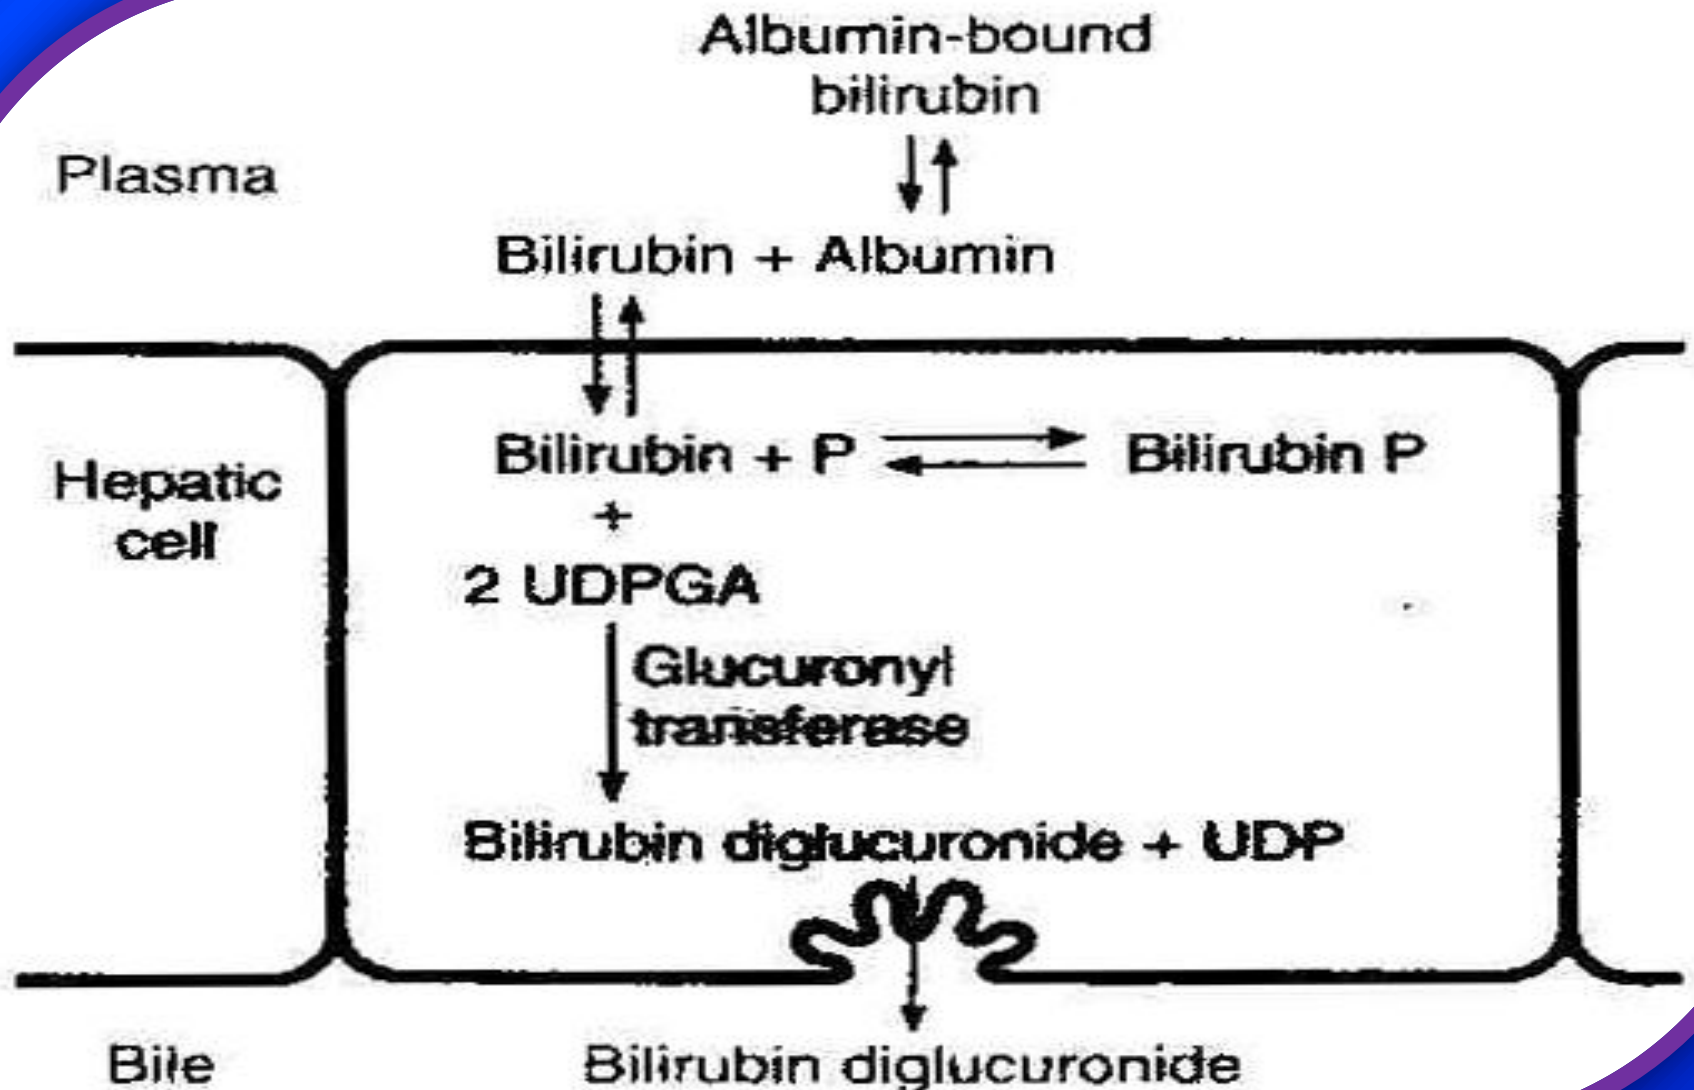 Albumin-bound
bilirubin
Plasma
Bilirubin + Albumin
Bilirubin + P
Bilirubin P
Hepatic
cell
+
2 UDPGA
Glucuronyl
transferase
Bilirubin diglucuronide + UDP
Bile
Bilirubin diglucuronide